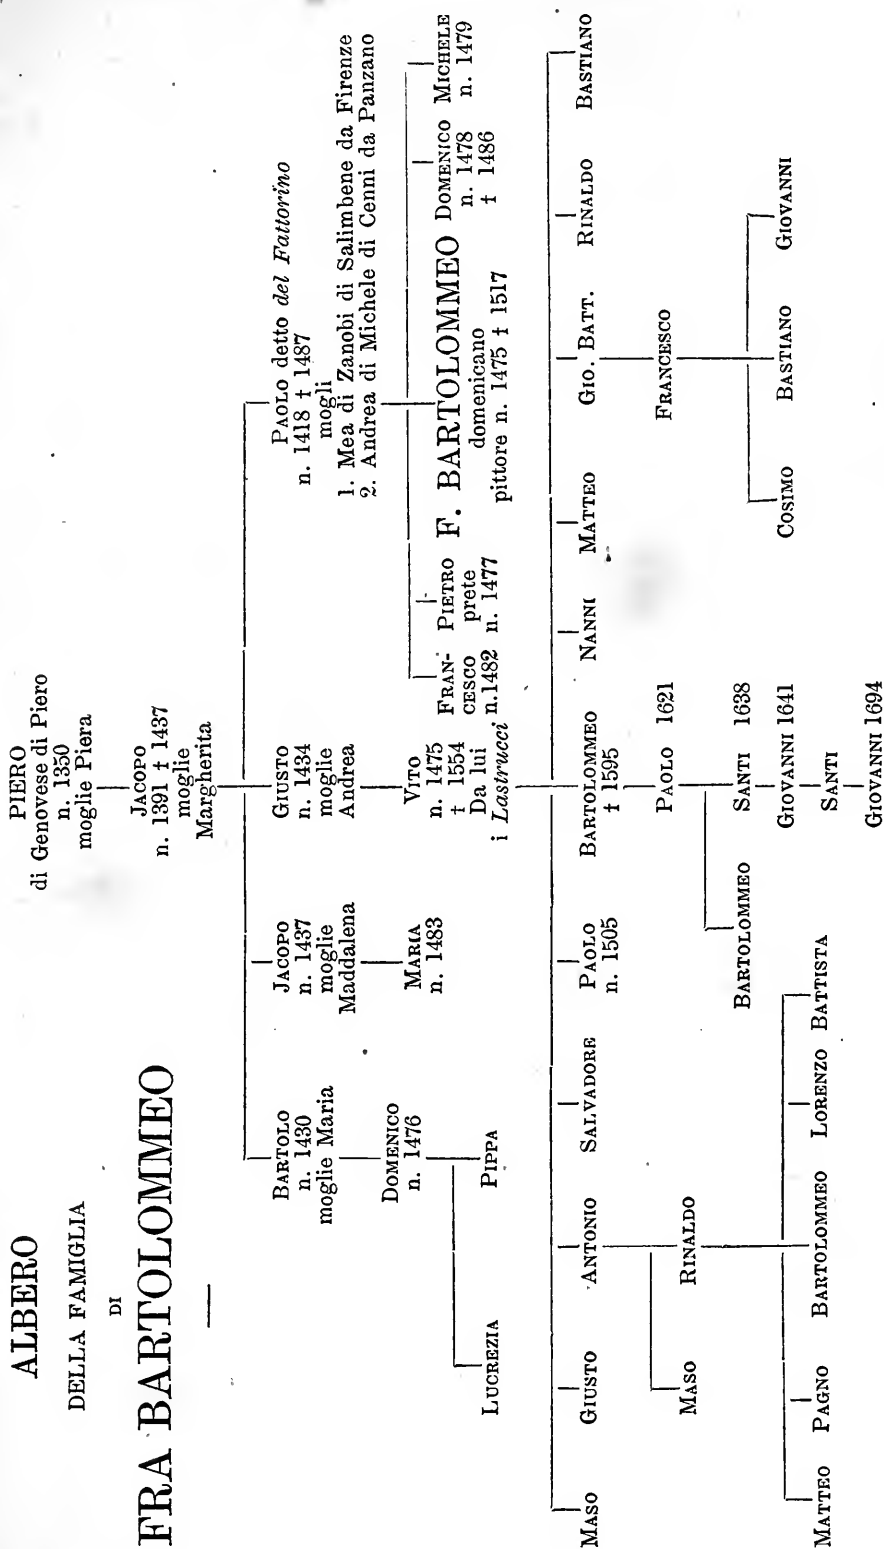 ALBERO
DELLA FAMIGLIA
DI
FRA BARTOLOMMEO
PIERO
di Genovese di Piero
n. 1350
moglie Piera
JACOPO
n. 1391 † 1437
moglie
Margherita
BARTOLO
n. 1430
moglie Maria
JACOPO
n. 1437
moglie
Maddalena
GIUSTO
n. 1434
moglie
Andrea
PAOLO detto del Fattorino
n. 1418 † 1487
mogli
1. Mea di Zanobi di Salimbene da Firenze
2. Andrea di Michele di Cenni da Panzano
DOMENICO
n. 1476
MARIA
n. 1483
VITO
n. 1475
† 1554
Da lui
i Lastrucci
FRAN-
CESCO
n. 1482
PIETRO
prete
n. 1477
F. BARTOLOMMEO
domenicano
pittore n. 1475 † 1517
DOMENICO
n. 1478
† 1486
MICHELE
n. 1479
LUCREZIA
PIPPA
MASO
GIUSTO
ANTONIO
SALVADORE
PAOLO
n. 1505
BARTOLOMMEO
† 1595
NANNI
MATTEO
GIO. BATT.
RINALDO
BASTIANO
MASO
RINALDO
PAOLO 1621
FRANCESCO
BARTOLOMMEO
SANTI 1638
COSIMO
BASTIANO
GIOVANNI
GIOVANNI 1641
MATTEO
PAGNO
BARTOLOMMEO
LORENZO
BATTISTA
SANTI
GIOVANNI 1694